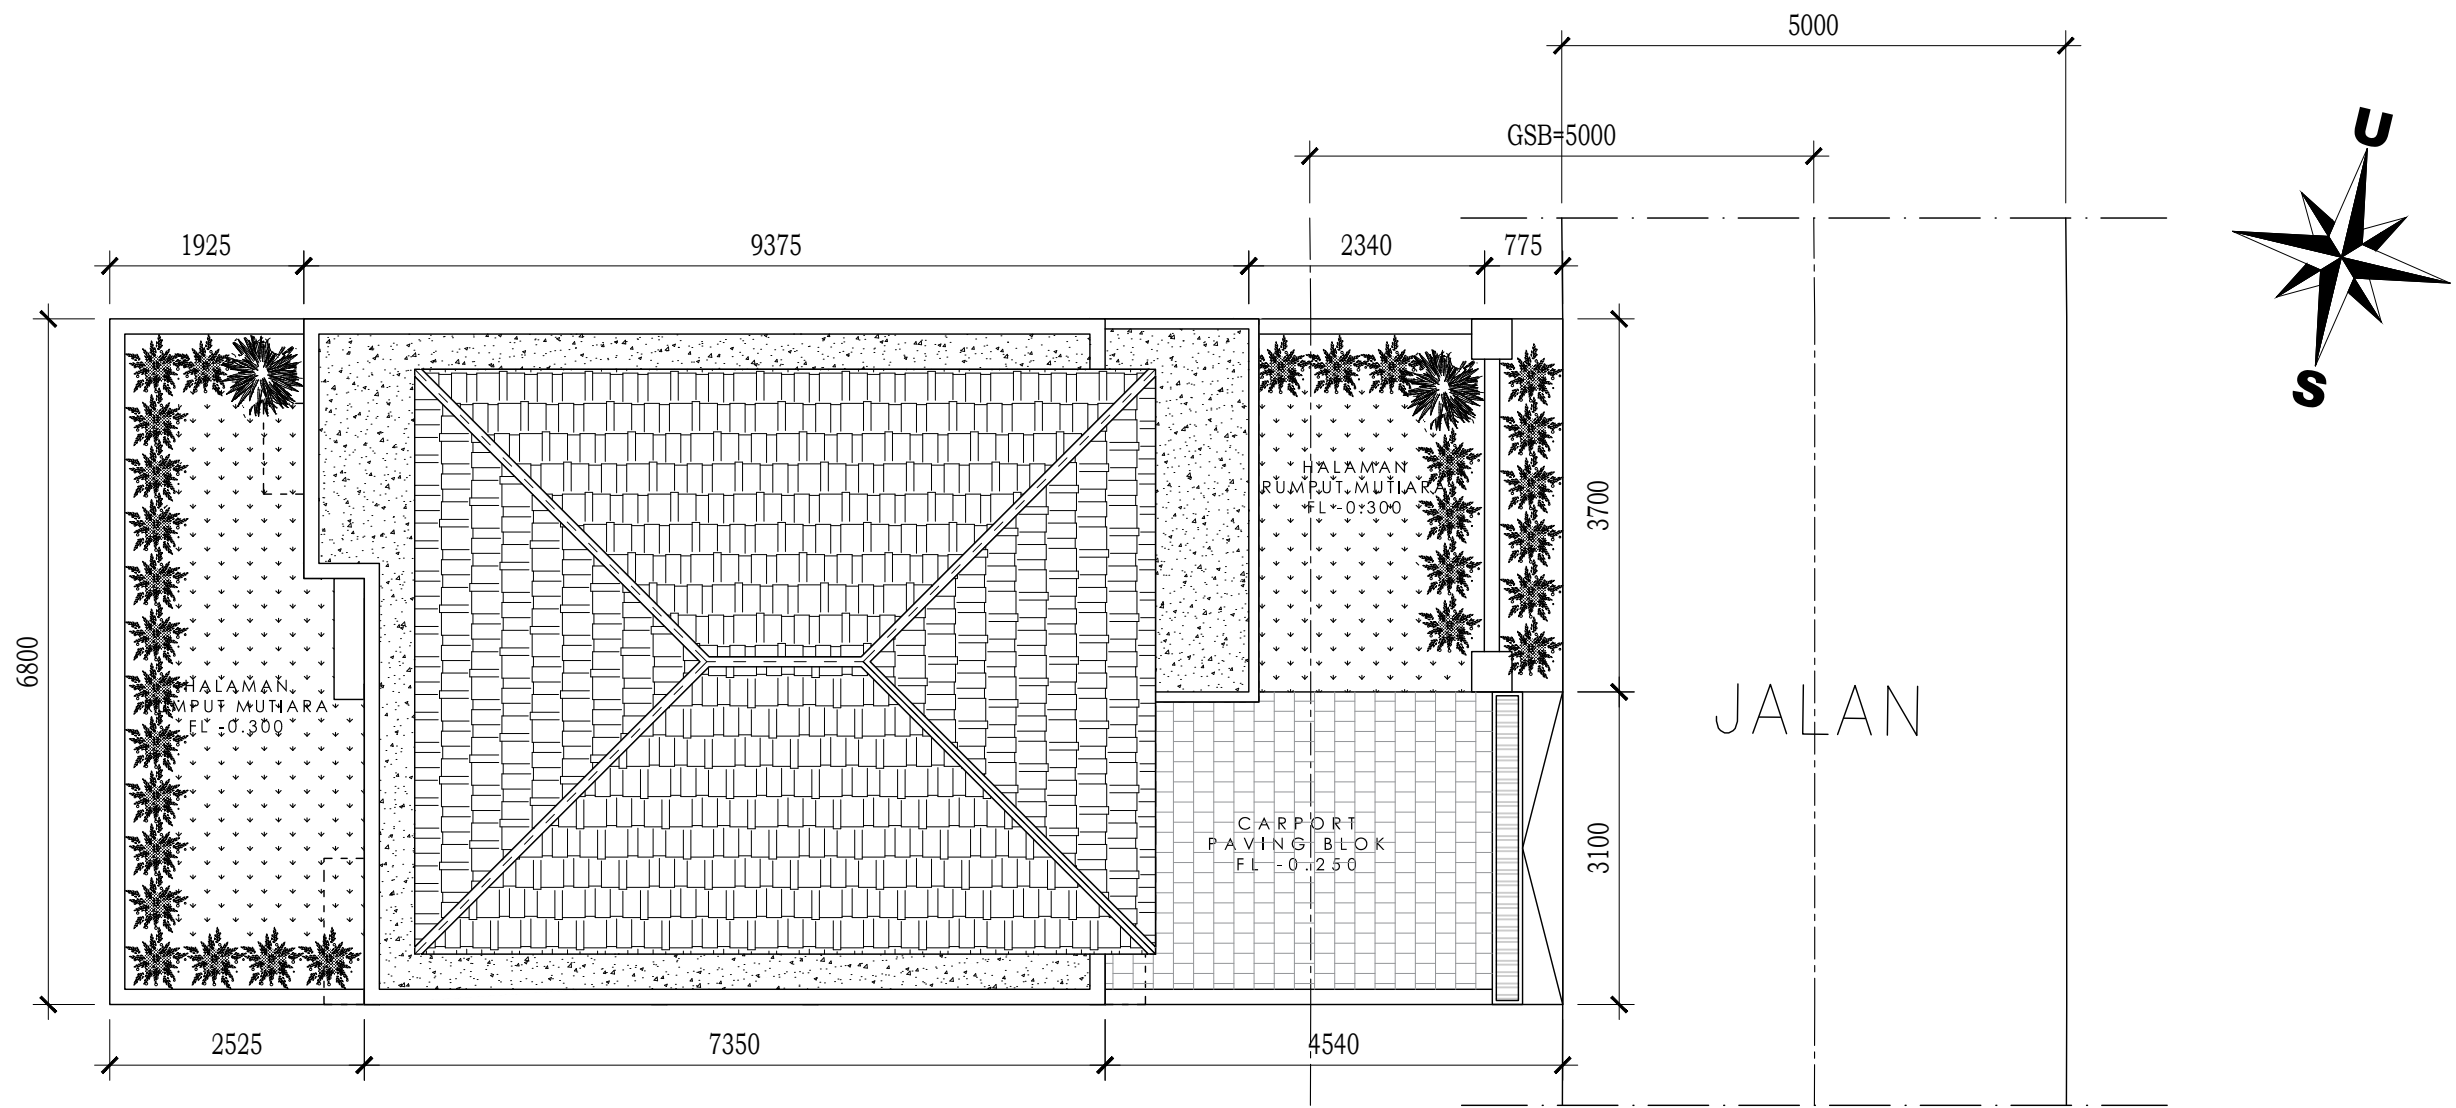 5000
GSB=5000
U
1925
9375
2340
775
S
HALAMAN
RUMPUT MUTIARA
FL -0.300
3700
6800
HALAMAN
RUMPUT MUTIARA
FL -0.300
JALAN
CARPORT
PAVING BLOK
FL -0.250
3100
2525
7350
4540